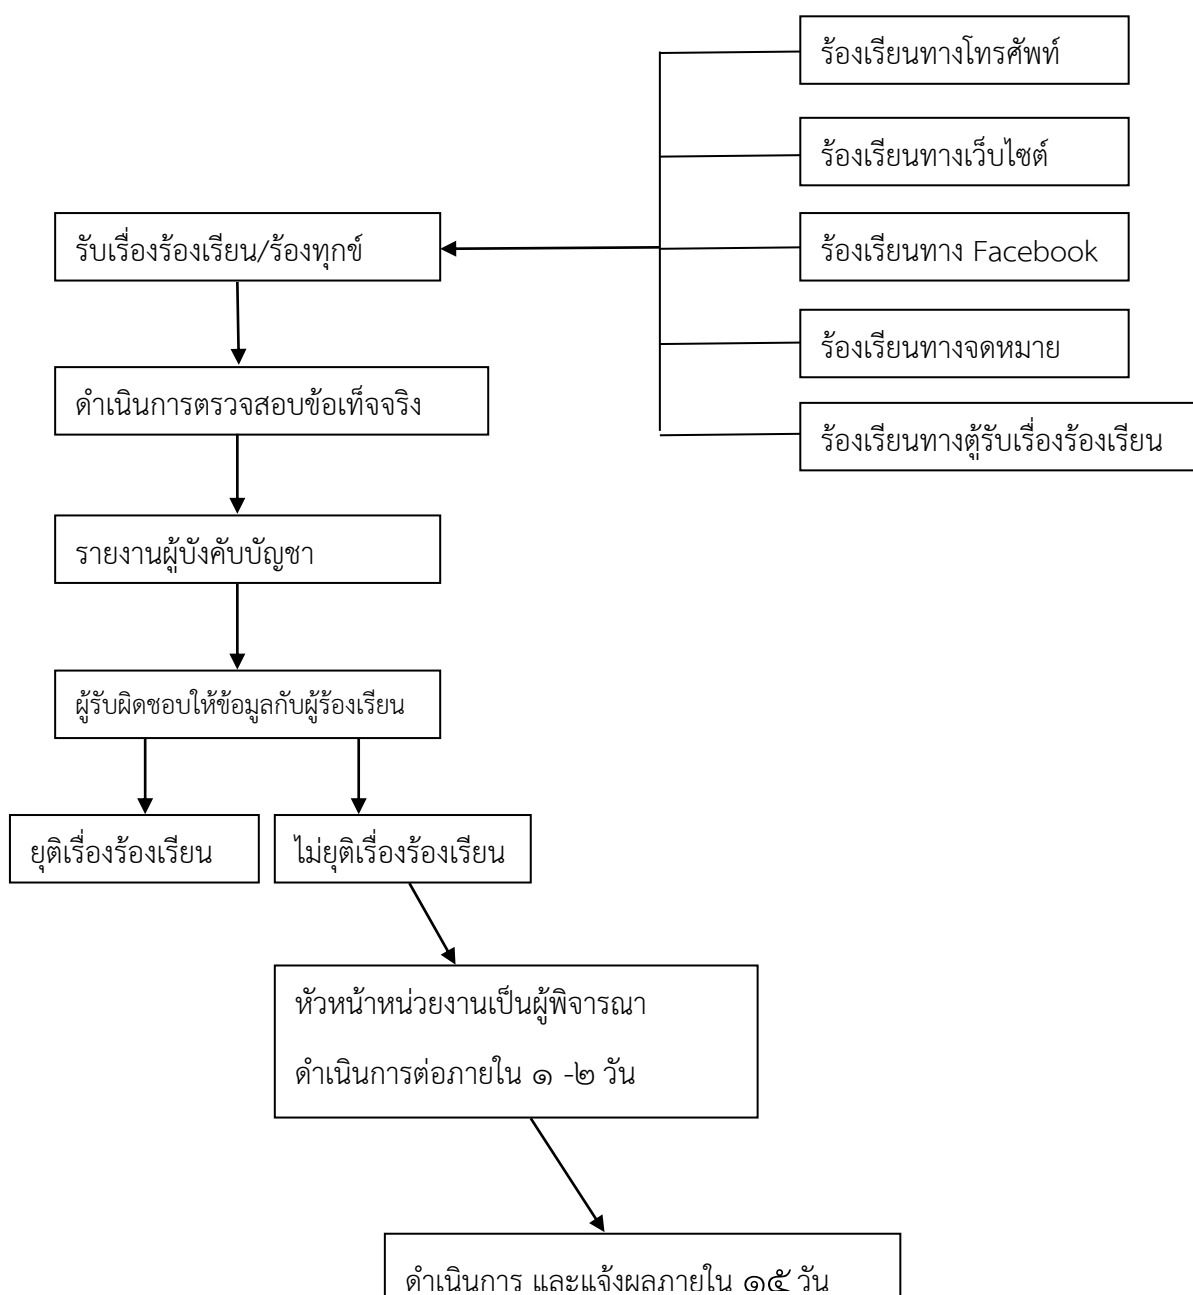 ร้องเรียนทางโทรศัพท์
ร้องเรียนทางเว็บไซต์
รับเรื่องร้องเรียน/ร้องทุกข์
ร้องเรียนทาง Facebook
ร้องเรียนทางจดหมาย
ดำเนินการตรวจสอบข้อเท็จจริง
ร้องเรียนทางตู้รับเรื่องร้องเรียน
รายงานผู้บังคับบัญชา
ผู้รับผิดชอบให้ข้อมูลกับผู้ร้องเรียน
ยุติเรื่องร้องเรียน
ไม่ยุติเรื่องร้องเรียน
หัวหน้าหน่วยงานเป็นผู้พิจารณา
ดำเนินการต่อภายใน ๑ -๒ วัน
ดำเนินการ และแจ้งผลภายใน ๑๕ วัน